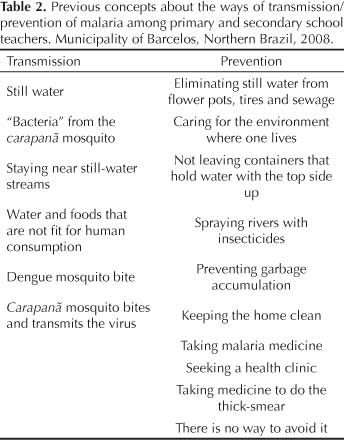 Table 2. Previous concepts about the ways of transmission/
prevention of malaria among primary and secondary school
teachers. Municipality of Barcelos, Northern Brazil, 2008.
Transmission Prevention
Still water Eliminating still water from
flower pots, tires and sewage
“Bacteria” from the Caring for the environment
carapanã mosquito where one lives
Staying near still-water Not leaving containers that
streams hold water with the top side
up
Water and foods that
are not fit for human
consumption
Spraying rivers with
insecticides
Dengue mosquito bite Preventing garbage
accumulation
Carapanã mosquito bites
and transmits the virus
Keeping the home clean
Taking malaria medicine
Seeking a health clinic
Taking medicine to do the
thick-smear
There is no way to avoid it